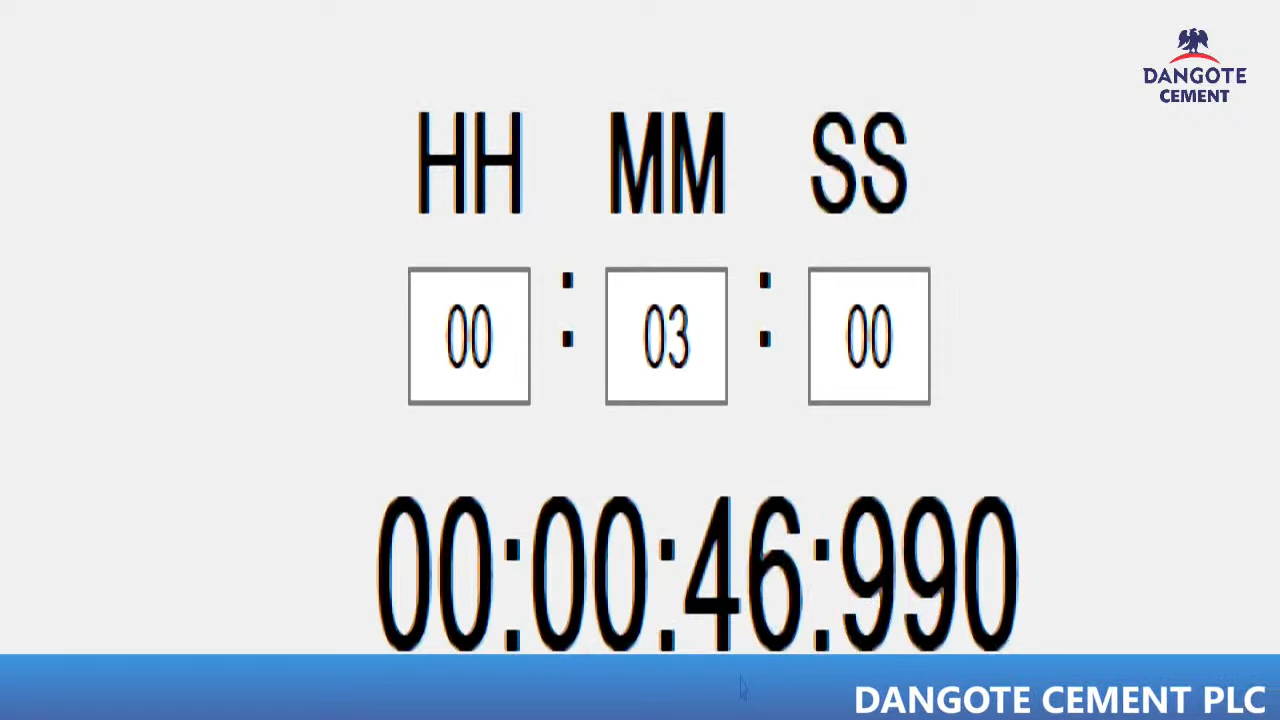 DANGOTE
CEMENT
HH MM SS
00 : 03 : 00
00:00:46:990
DANGOTE CEMENT PLC